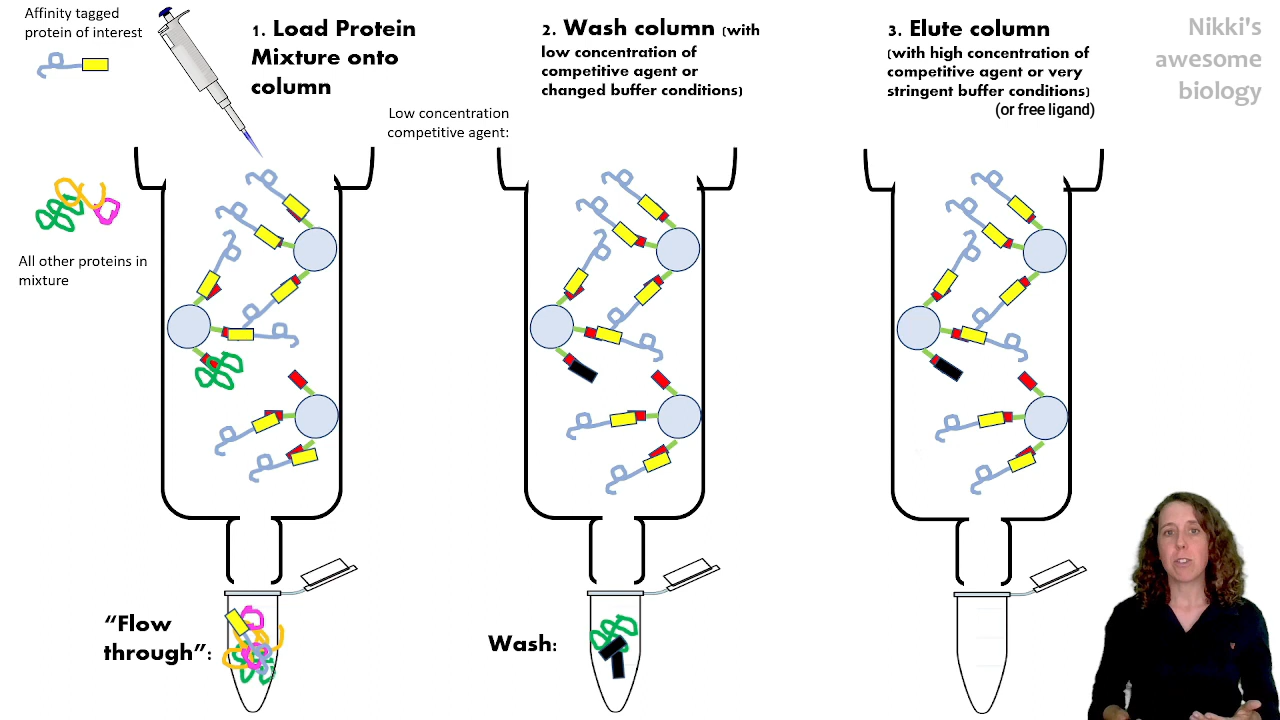 Affinity tagged
protein of interest
1. Load Protein
Mixture onto
column
2. Wash column (with
low concentration of
competitive agent or
changed buffer conditions)
3. Elute column
(with high concentration of
competitive agent or very
stringent buffer conditions)
(or free ligand)
Nikki's
awesome
biology
Low concentration
competitive agent:
All other proteins in
mixture
“Flow
through”:
Wash: